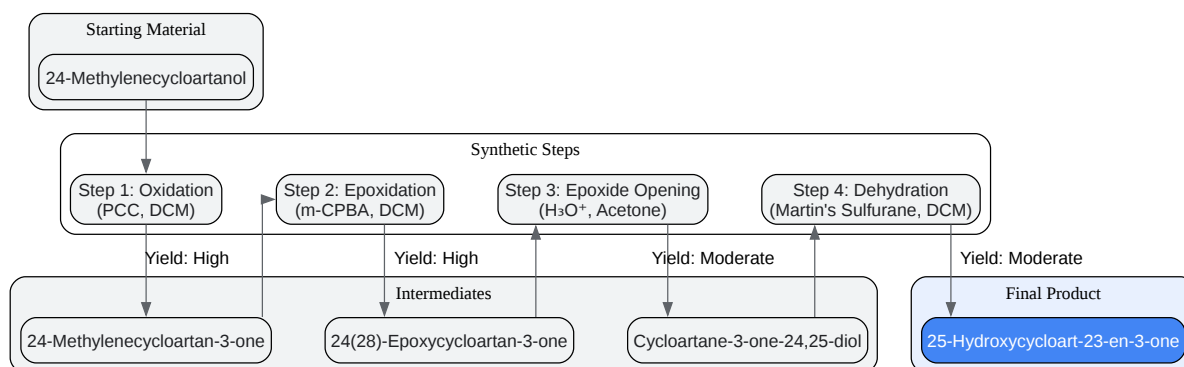 Starting Material
24-Methylenecycloartanol
Synthetic Steps
Step 1: Oxidation
(PCC, DCM)
Step 2: Epoxidation
(m-CPBA, DCM)
Step 3: Epoxide Opening
(H₃O⁺, Acetone)
Step 4: Dehydration
(Martin's Sulfurane, DCM)
Yield: High
Yield: High
Yield: Moderate
Yield: Moderate
Intermediates
24-Methylenecycloartan-3-one
24(28)-Epoxycycloartan-3-one
Cycloartane-3-one-24,25-diol
Final Product
25-Hydroxycycloart-23-en-3-one